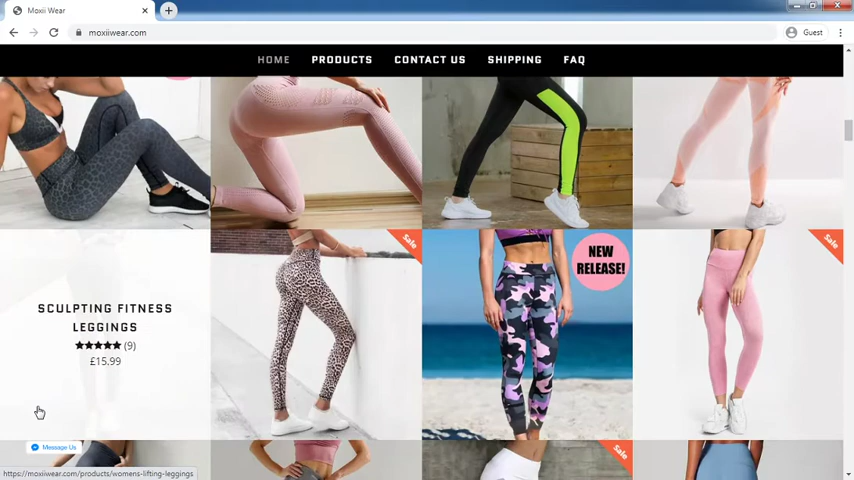 Moxii Wear
moxiiwear.com
Guest
HOME PRODUCTS CONTACT US SHIPPING FAQ
SCULPTING FITNESS
LEGGINGS
★★★★★ (9)
£15.99
Sale
NEW
RELEASE!
Sale
Message Us
Sale
https://moxiiwear.com/products/womens-lifting-leggings